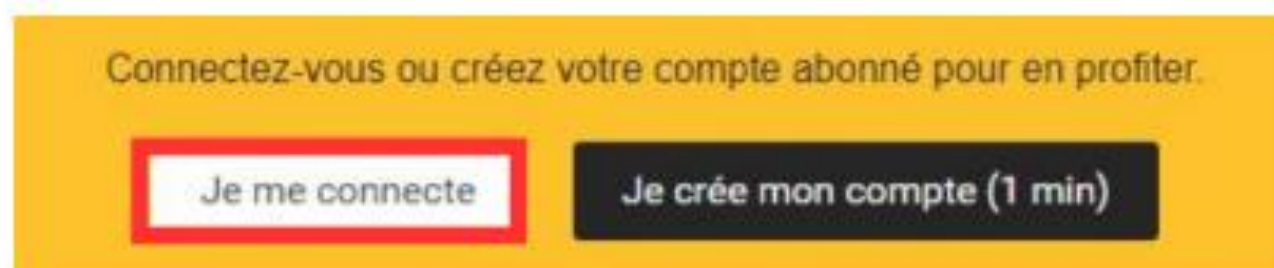 Connectez-vous ou créez votre compte abonné pour en profiter.
Je me connecte
Je crée mon compte (1 min)